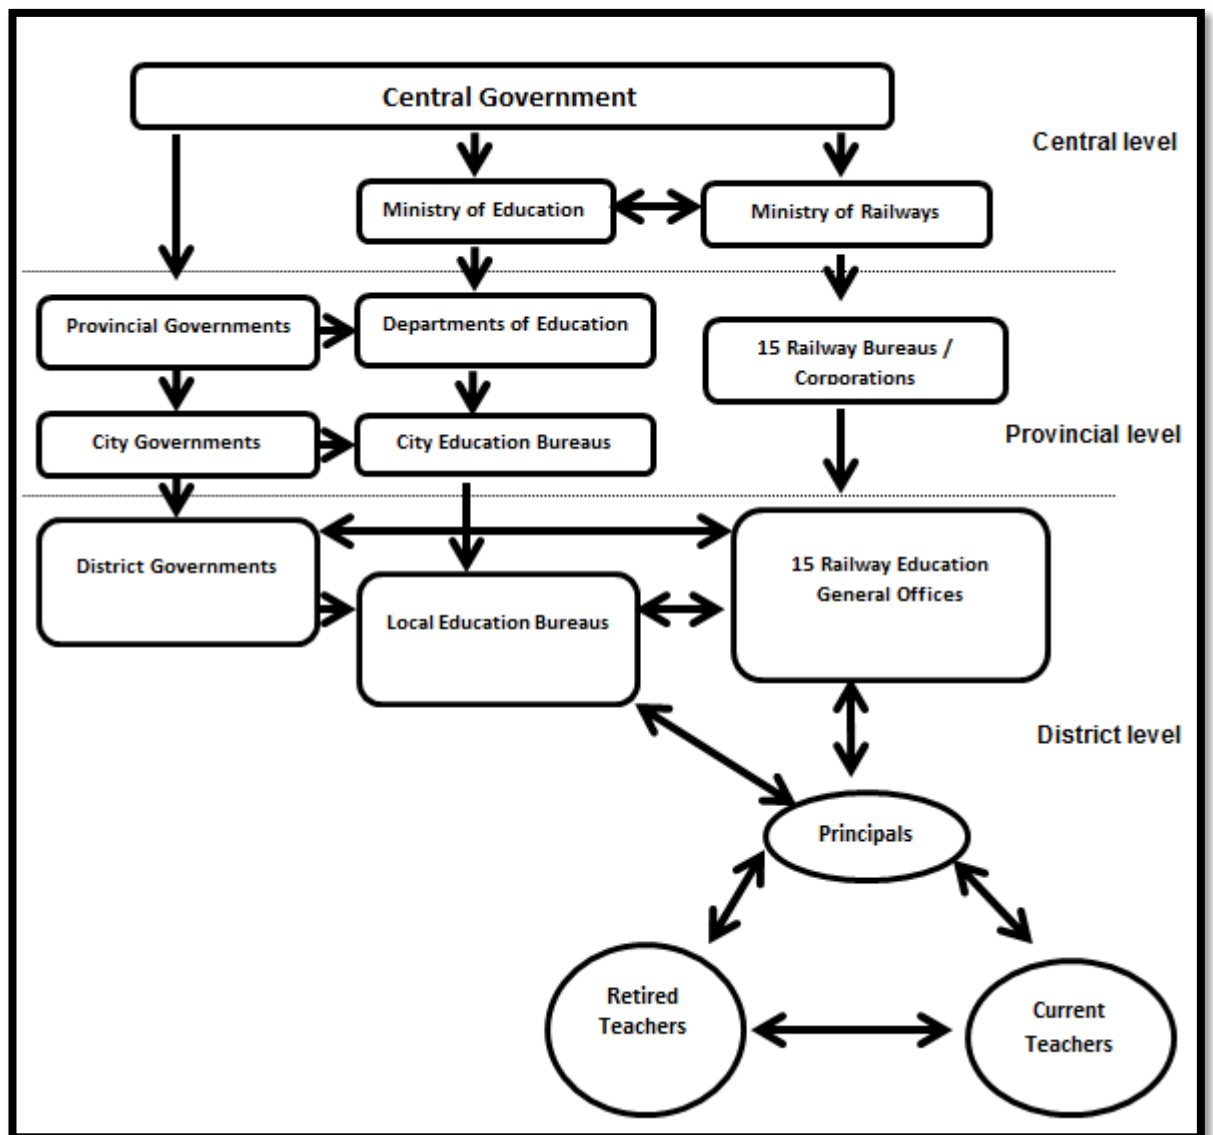 Central Government
Central level
Ministry of Education
Ministry of Railways
Provincial Governments
Departments of Education
15 Railway Bureaus /
Corporations
City Governments
City Education Bureaus
Provincial level
District Governments
15 Railway Education
General Offices
Local Education Bureaus
District level
Principals
Retired
Teachers
Current
Teachers